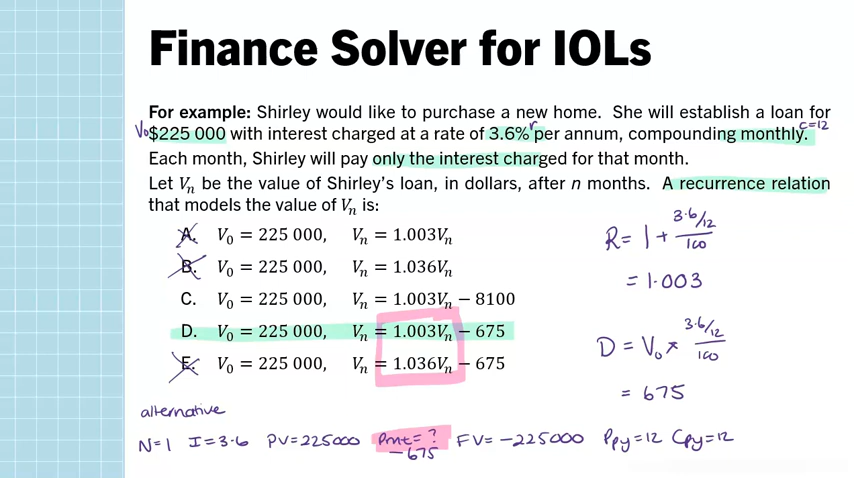 Finance Solver for IOLs
For example: Shirley would like to purchase a new home. She will establish a loan for
V₀ $225 000 with interest charged at a rate of 3.6% r per annum, compounding monthly. c=12
Each month, Shirley will pay only the interest charged for that month.
Let Vₙ be the value of Shirley's loan, in dollars, after n months. A recurrence relation
that models the value of Vₙ is:
A. V₀ = 225 000, Vₙ = 1.003Vₙ
B. V₀ = 225 000, Vₙ = 1.036Vₙ
C. V₀ = 225 000, Vₙ = 1.003Vₙ − 8100
D. V₀ = 225 000, Vₙ = 1.003Vₙ − 675
E. V₀ = 225 000, Vₙ = 1.036Vₙ − 675
R = 1 + 3.6/12 / 100
= 1.003
D = V₀ × 3.6/12 / 100
= 675
alternative
N=1 I=3.6 PV=225000 Pmt=? FV=-225000 Ppy=12 Cpy=12
-675